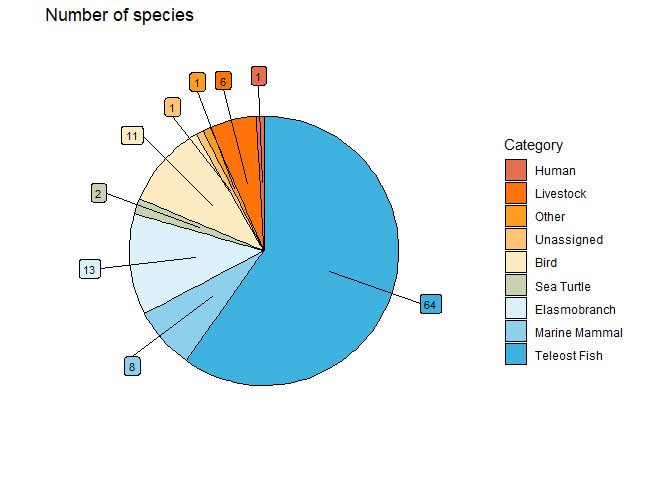 Number of species
1
6
1
1
11
2
13
8
64
Category
Human
Livestock
Other
Unassigned
Bird
Sea Turtle
Elasmobranch
Marine Mammal
Teleost Fish